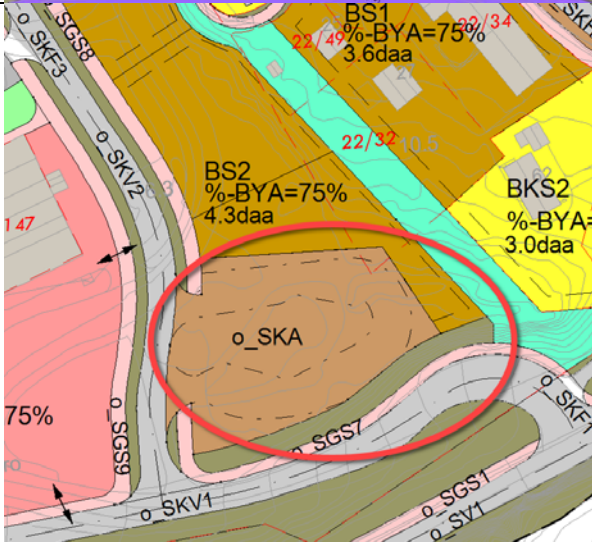 BS1
22/49
%-BYA=75%
22/34
3.6daa
o_SKF3
SGS8
o_SKV2
22/32
10.5
BS2
%-BYA=75%
4.3daa
BKS2
%-BYA=
3.0daa
62
147
o_SKA
75%
o_SGS9
o_SGS7
o_SKF1
o_SKV1
o_SGS1
o_SV1